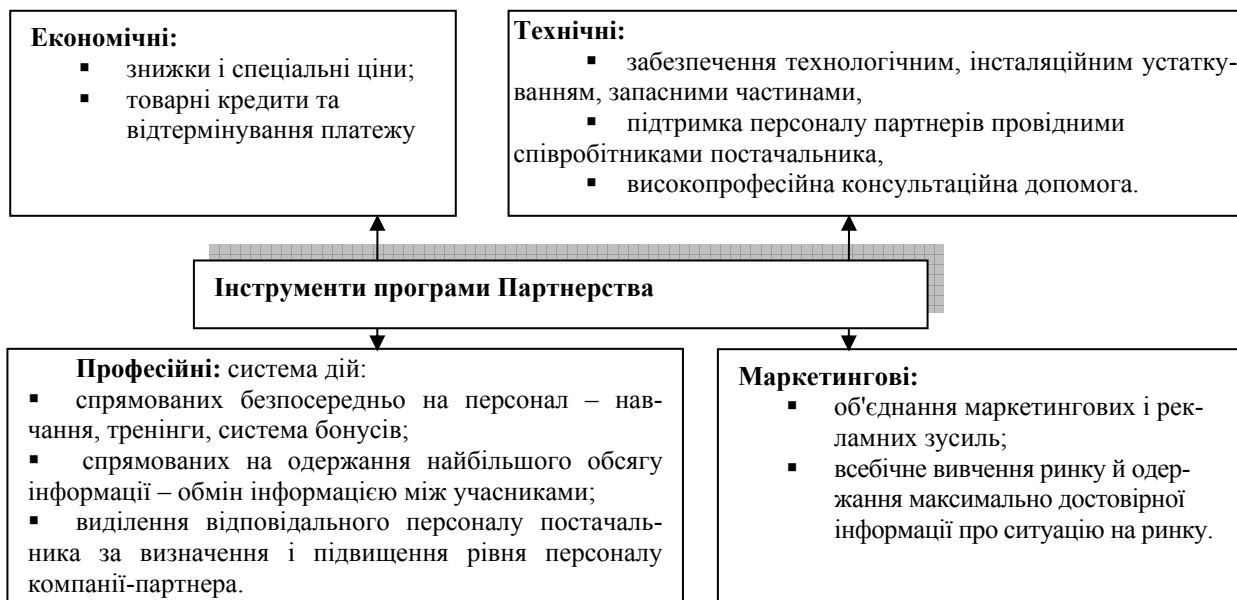 Економічні:
▪ знижки і спеціальні ціни;
▪ товарні кредити та
відтермінування платежу
Технічні:
▪ забезпечення технологічним, інсталяційним устатку-
ванням, запасними частинами,
▪ підтримка персоналу партнерів провідними
співробітниками постачальника,
▪ високопрофесійна консультаційна допомога.
Інструменти програми Партнерства
Професійні: система дій:
▪ спрямованих безпосередньо на персонал – нав-
чання, тренінги, система бонусів;
▪ спрямованих на одержання найбільшого обсягу
інформації – обмін інформацією між учасниками;
▪ виділення відповідального персоналу постачаль-
ника за визначення і підвищення рівня персоналу
компанії-партнера.
Маркетингові:
▪ об'єднання маркетингових і рек-
ламних зусиль;
▪ всебічне вивчення ринку й одер-
жання максимально достовірної
інформації про ситуацію на ринку.